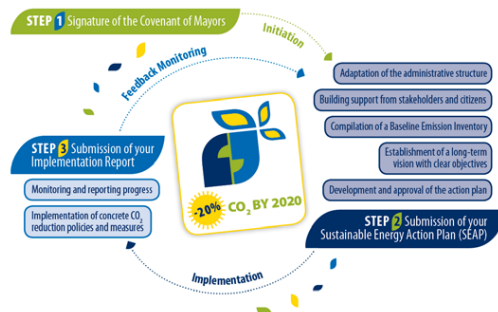 STEP 1 Signature of the Covenant of Mayors
Initiation
Feedback Monitoring
Adaptation of the administrative structure
Building support from stakeholders and citizens
Compilation of a Baseline Emission Inventory
Establishment of a long-term
vision with clear objectives
Development and approval of the action plan
STEP 2 Submission of your
Sustainable Energy Action Plan (SEAP)
STEP 3 Submission of your
Implementation Report
Monitoring and reporting progress
Implementation of concrete CO₂
reduction policies and measures
-20% CO₂ BY 2020
Implementation